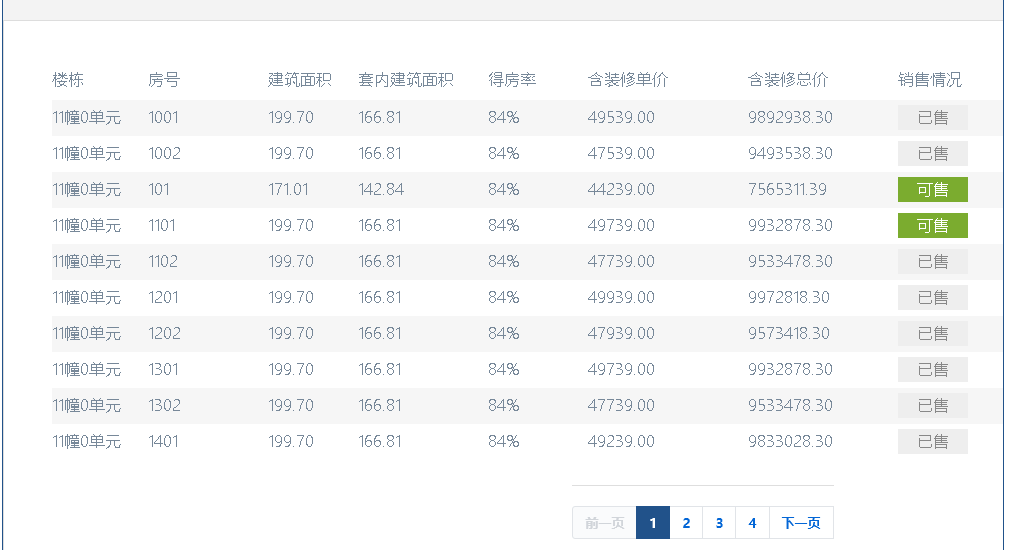 楼栋 房号 建筑面积 套内建筑面积 得房率 含装修单价 含装修总价 销售情况
11幢0单元 1001 199.70 166.81 84% 49539.00 9892938.30 已售
11幢0单元 1002 199.70 166.81 84% 47539.00 9493538.30 已售
11幢0单元 101 171.01 142.84 84% 44239.00 7565311.39 可售
11幢0单元 1101 199.70 166.81 84% 49739.00 9932878.30 可售
11幢0单元 1102 199.70 166.81 84% 47739.00 9533478.30 已售
11幢0单元 1201 199.70 166.81 84% 49939.00 9972818.30 已售
11幢0单元 1202 199.70 166.81 84% 47939.00 9573418.30 已售
11幢0单元 1301 199.70 166.81 84% 49739.00 9932878.30 已售
11幢0单元 1302 199.70 166.81 84% 47739.00 9533478.30 已售
11幢0单元 1401 199.70 166.81 84% 49239.00 9833028.30 已售
前一页 1 2 3 4 下一页